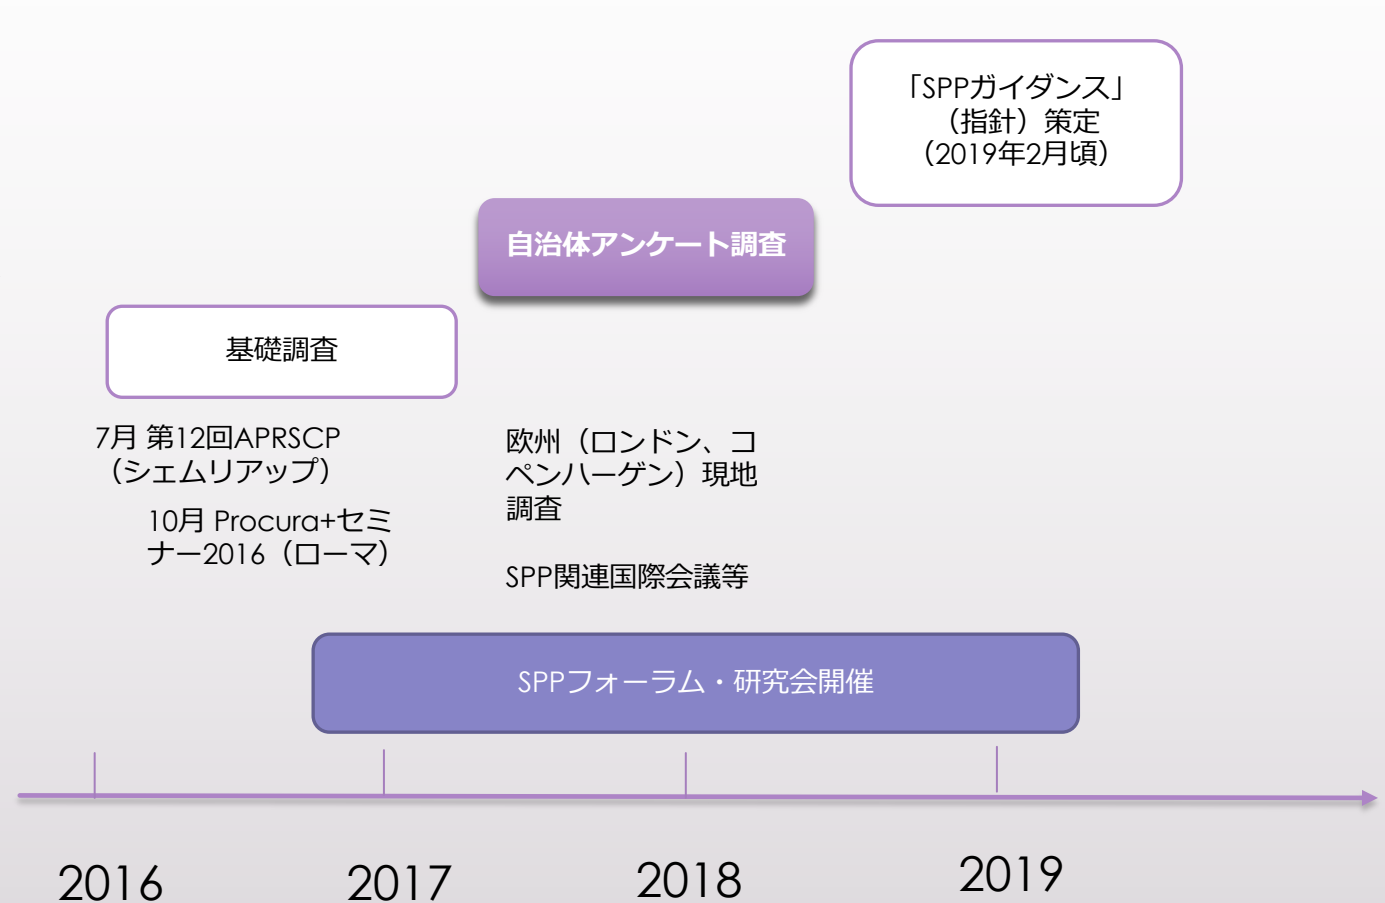 「SPPガイダンス」
（指針）策定
（2019年2月頃）
自治体アンケート調査
基礎調査
7月 第12回APRSCP
（シェムリアップ）
10月 Procura+セミ
ナー2016（ローマ）
欧州（ロンドン、コ
ペンハーゲン）現地
調査
SPP関連国際会議等
SPPフォーラム・研究会開催
2016
2017
2018
2019